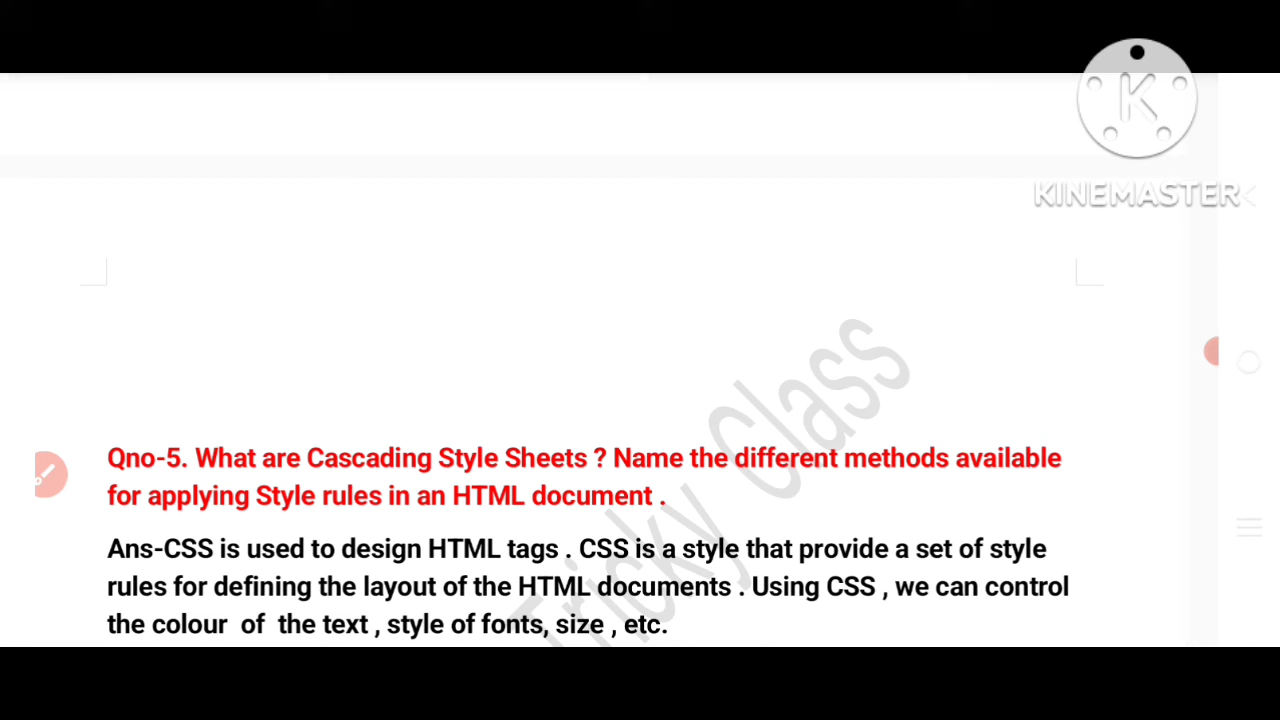 K
KINEMASTER
Qno-5. What are Cascading Style Sheets ? Name the different methods available
for applying Style rules in an HTML document .
Ans-CSS is used to design HTML tags . CSS is a style that provide a set of style
rules for defining the layout of the HTML documents . Using CSS , we can control
the colour of the text , style of fonts, size , etc.
Tricky Class